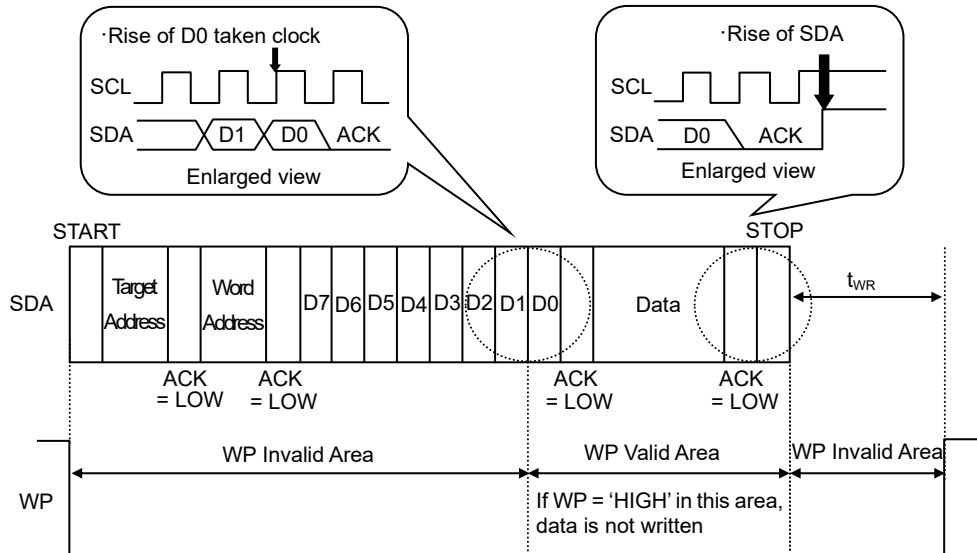 ·Rise of D0 taken clock
SCL
SDA
D1
D0
ACK
Enlarged view
·Rise of SDA
SCL
SDA
D0
ACK
Enlarged view
START
STOP
SDA
Target
Address
Word
Address
D7
D6
D5
D4
D3
D2
D1
D0
Data
tWR
ACK
= LOW
ACK
= LOW
ACK
= LOW
ACK
= LOW
WP Invalid Area
WP Valid Area
WP Invalid Area
WP
If WP = ‘HIGH’ in this area,
data is not written